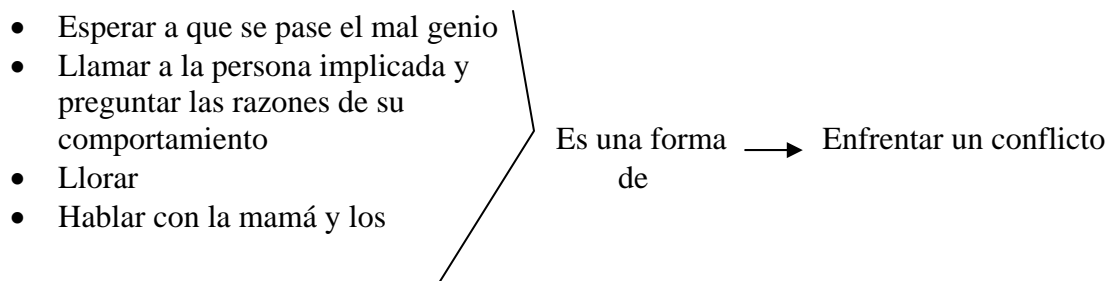 • Esperar a que se pase el mal genio
• Llamar a la persona implicada y
preguntar las razones de su
comportamiento
• Llorar
• Hablar con la mamá y los
Es una forma
de
Enfrentar un conflicto